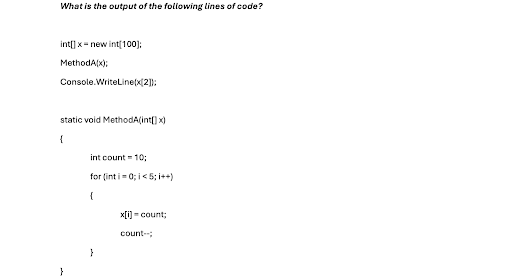 What is the output of the following lines of code?
int[] x = new int[100];
MethodA(x);
Console.WriteLine(x[2]);
static void MethodA(int[] x)
{
int count = 10;
for (int i = 0; i < 5; i++)
{
x[i] = count;
count--;
}
}